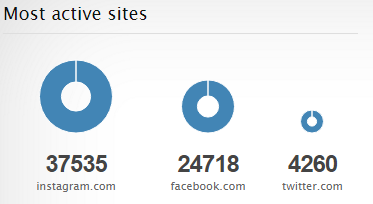 Most active sites
37535 24718 4260
instagram.com facebook.com twitter.com